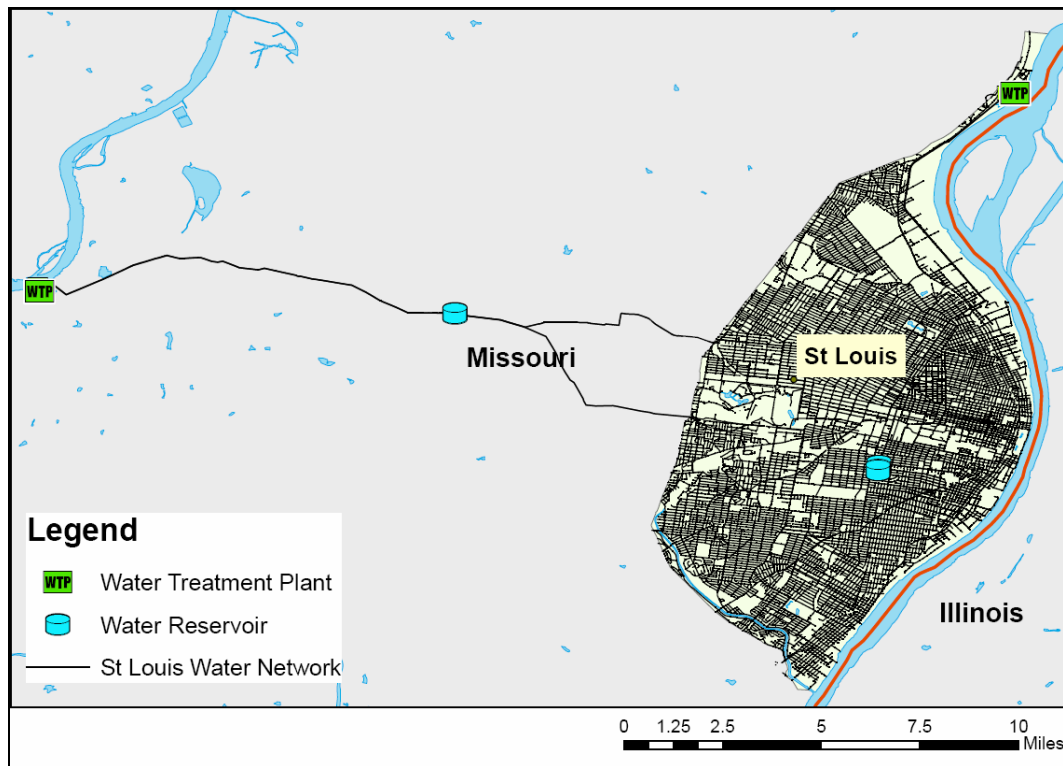 WTP
WTP
Missouri
St Louis
Illinois
Legend
WTP Water Treatment Plant
Water Reservoir
St Louis Water Network
0 1.25 2.5 5 7.5 10
Miles